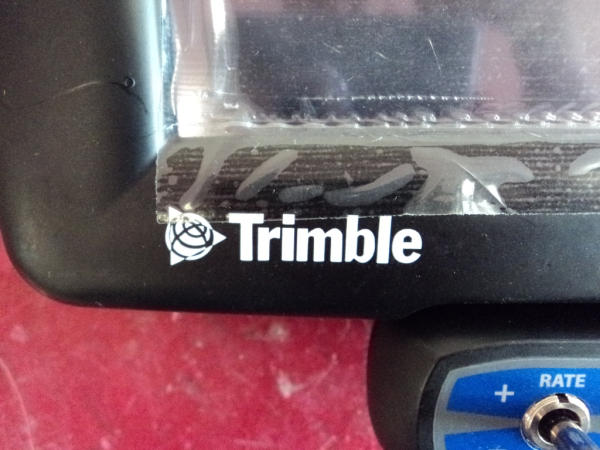 Trimble
RATE
+